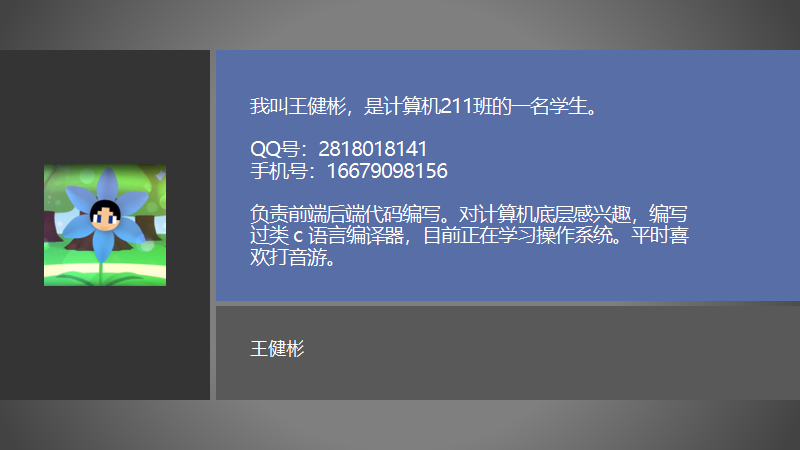 我叫王健彬，是计算机211班的一名学生。
QQ号：2818018141
手机号：16679098156
负责前端后端代码编写。对计算机底层感兴趣，编写
过类 c 语言编译器，目前正在学习操作系统。平时喜
欢打音游。
王健彬